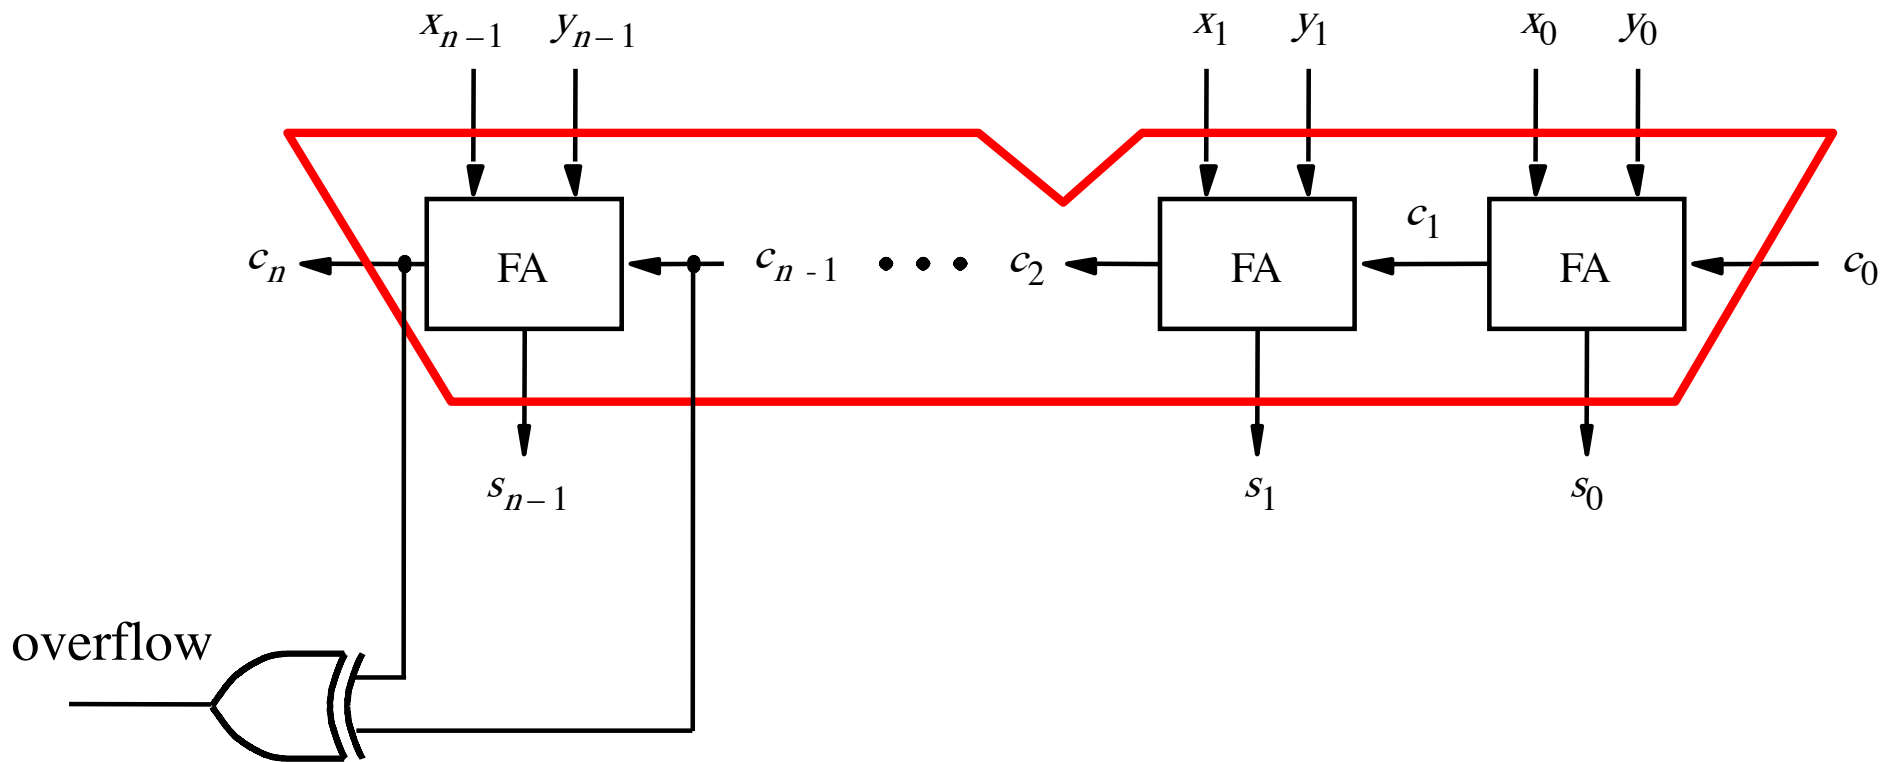 xₙ₋₁ yₙ₋₁ x₁ y₁ x₀ y₀
cₙ FA cₙ₋₁ • • • c₂ FA c₁ FA c₀
sₙ₋₁ s₁ s₀
overflow